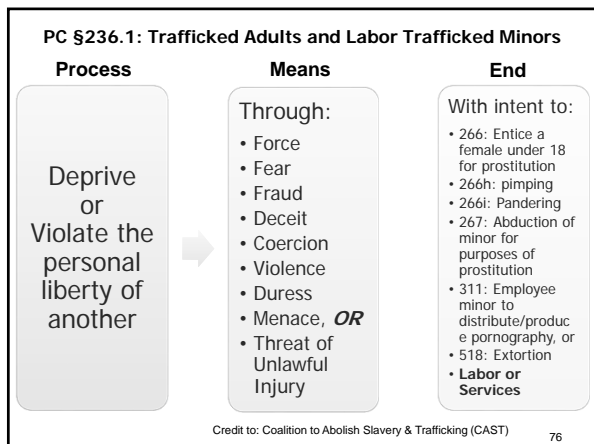 PC §236.1: Trafficked Adults and Labor Trafficked Minors
Process
Deprive
or
Violate the
personal
liberty of
another
Means
Through:
• Force
• Fear
• Fraud
• Deceit
• Coercion
• Violence
• Duress
• Menace, OR
• Threat of
Unlawful
Injury
End
With intent to:
• 266: Entice a
female under 18
for prostitution
• 266h: pimping
• 266i: Pandering
• 267: Abduction of
minor for
purposes of
prostitution
• 311: Employee
minor to
distribute/produc
e pornography, or
• 518: Extortion
• Labor or
Services
Credit to: Coalition to Abolish Slavery & Trafficking (CAST)
76